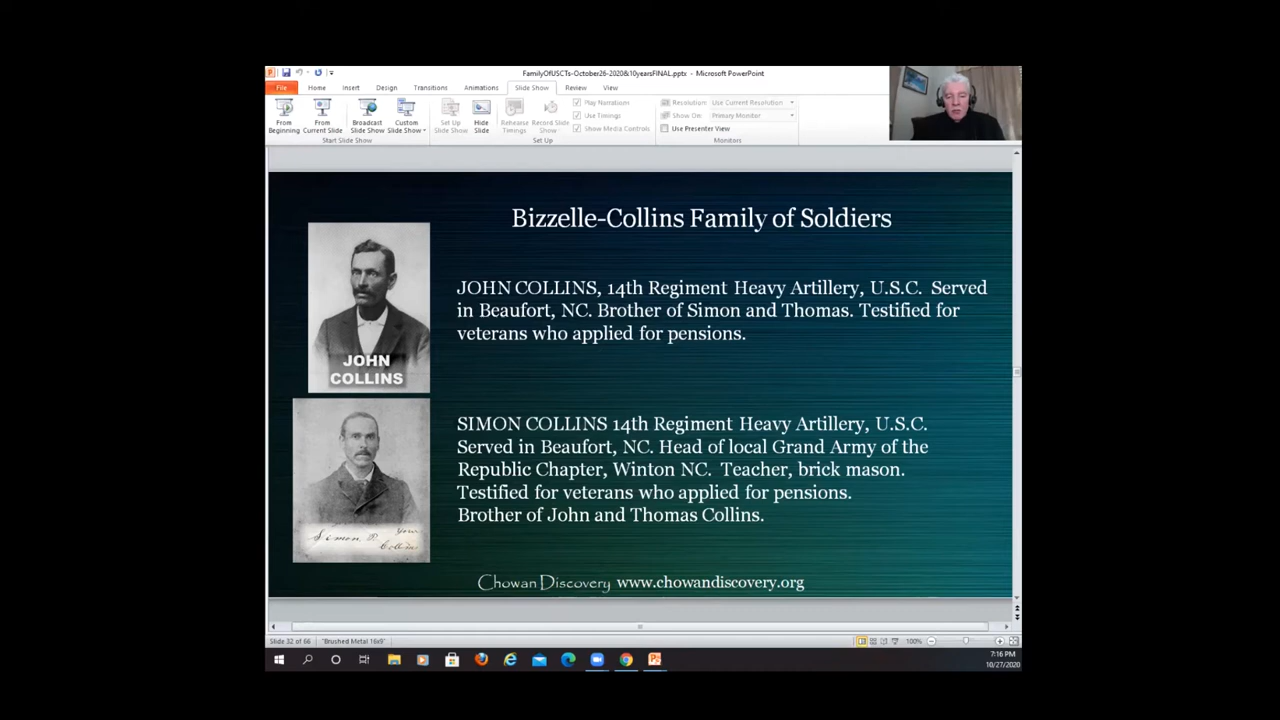 FamilyOfUSCTs-October26-2020&10yearsFINAL.pptx - Microsoft PowerPoint
File Home Insert Design Transitions Animations Slide Show Review View
From Beginning
From Current Slide
Broadcast Slide Show
Custom Slide Show
Set Up Slide Show
Hide Slide
Rehearse Timings
Record Slide Show
Play Narrations
Use Timings
Show Media Controls
Resolution: Use Current Resolution
Show On: Primary Monitor
Use Presenter View
Start Slide Show
Set Up
Monitors
Bizzelle-Collins Family of Soldiers
JOHN COLLINS, 14th Regiment Heavy Artillery, U.S.C. Served
in Beaufort, NC. Brother of Simon and Thomas. Testified for
veterans who applied for pensions.
JOHN
COLLINS
SIMON COLLINS 14th Regiment Heavy Artillery, U.S.C.
Served in Beaufort, NC. Head of local Grand Army of the
Republic Chapter, Winton NC. Teacher, brick mason.
Testified for veterans who applied for pensions.
Brother of John and Thomas Collins.
Simon
Collins
Chowan Discovery www.chowandiscovery.org
Slide 32 of 66 "Brushed Metal 16x9" 100%
7:16 PM
10/27/2020